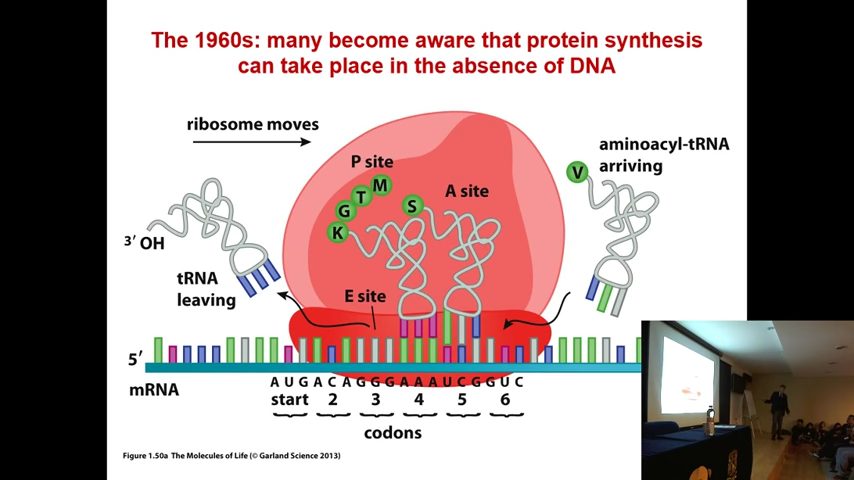 The 1960s: many become aware that protein synthesis
can take place in the absence of DNA
ribosome moves
P site
A site
aminoacyl-tRNA
arriving
V
M
T
G
K
S
3′ OH
tRNA
leaving
E site
5′
mRNA
A U G A C A G G G A A A U C G G U C
start 2 3 4 5 6
codons
Figure 1.50a The Molecules of Life (© Garland Science 2013)